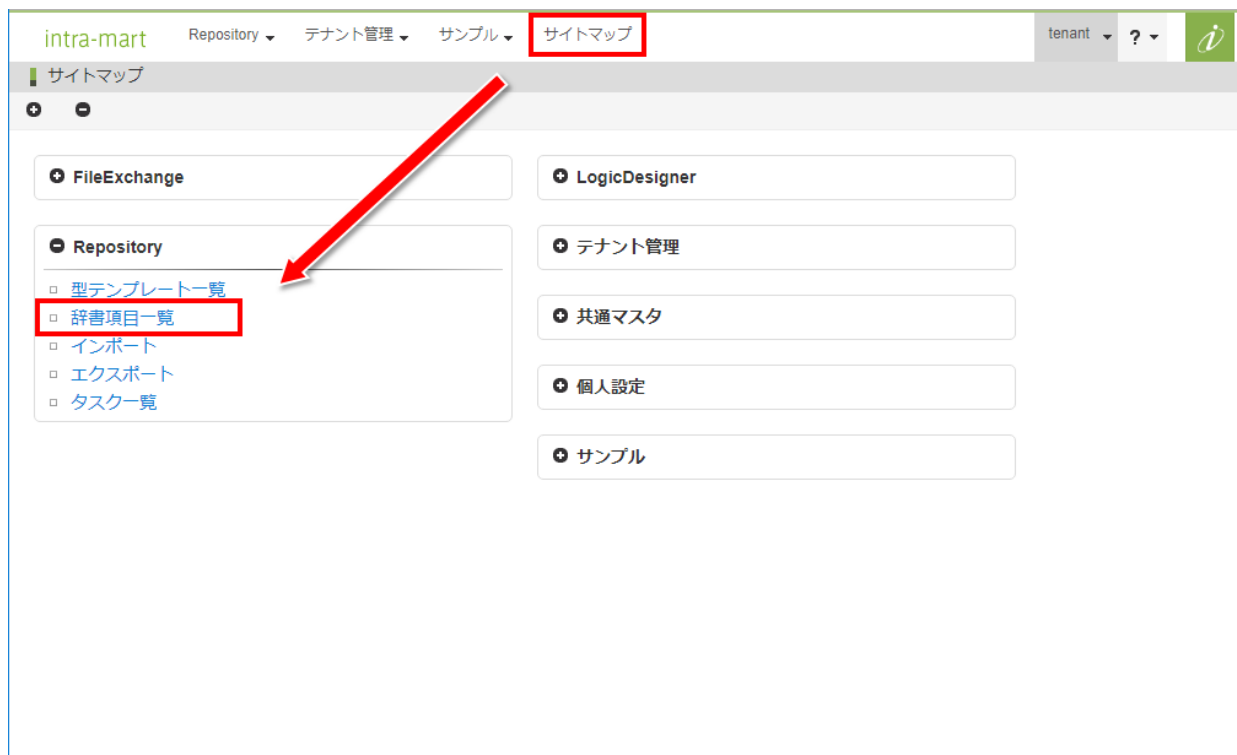 intra-mart Repository テナント管理 サンプル サイトマップ tenant ?
サイトマップ
FileExchange
Repository
型テンプレート一覧
辞書項目一覧
インポート
エクスポート
タスク一覧
LogicDesigner
テナント管理
共通マスタ
個人設定
サンプル